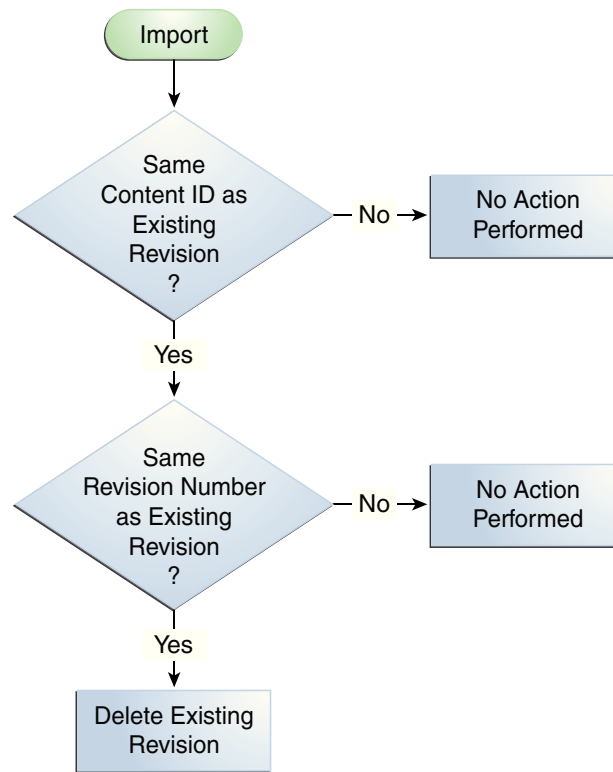 Import
Same
Content ID as
Existing
Revision
?
No
No Action
Performed
Yes
Same
Revision Number
as Existing
Revision
?
No
No Action
Performed
Yes
Delete Existing
Revision